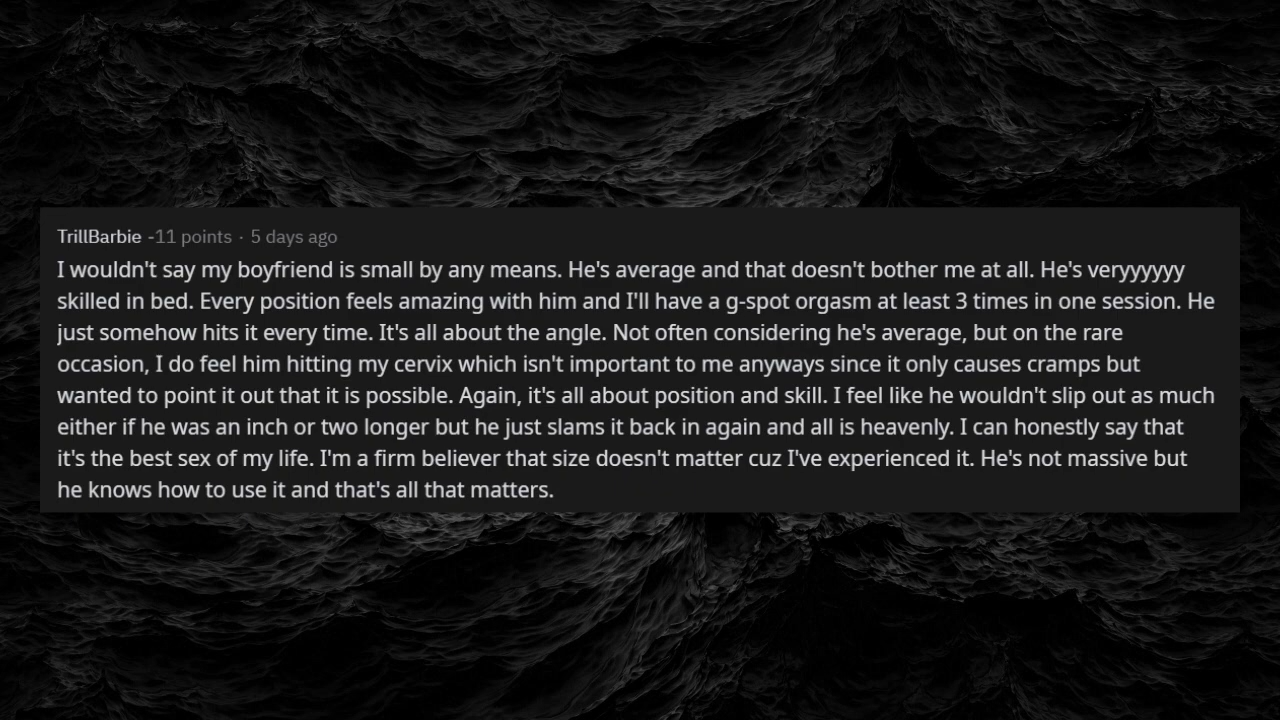 TrillBarbie -11 points · 5 days ago
I wouldn't say my boyfriend is small by any means. He's average and that doesn't bother me at all. He's veryyyyyy
skilled in bed. Every position feels amazing with him and I'll have a g-spot orgasm at least 3 times in one session. He
just somehow hits it every time. It's all about the angle. Not often considering he's average, but on the rare
occasion, I do feel him hitting my cervix which isn't important to me anyways since it only causes cramps but
wanted to point it out that it is possible. Again, it's all about position and skill. I feel like he wouldn't slip out as much
either if he was an inch or two longer but he just slams it back in again and all is heavenly. I can honestly say that
it's the best sex of my life. I'm a firm believer that size doesn't matter cuz I've experienced it. He's not massive but
he knows how to use it and that's all that matters.